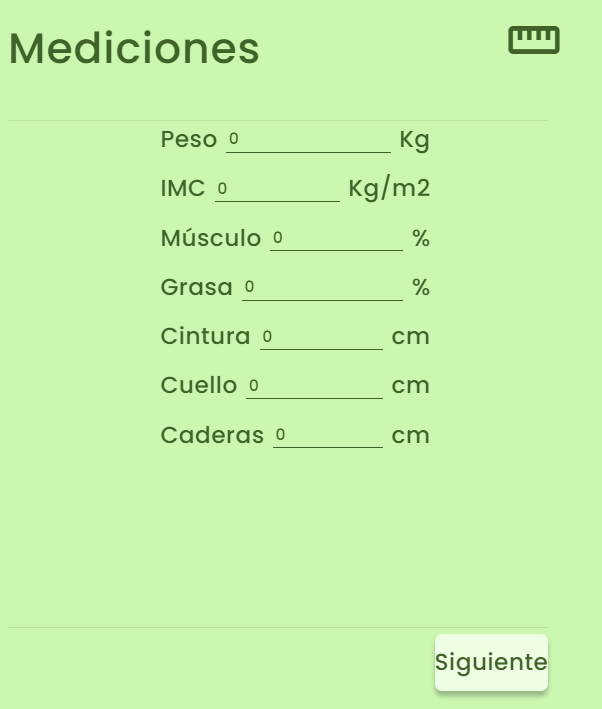 Mediciones
Peso 0 Kg
IMC 0 Kg/m2
Músculo 0 %
Grasa 0 %
Cintura 0 cm
Cuello 0 cm
Caderas 0 cm
Siguiente